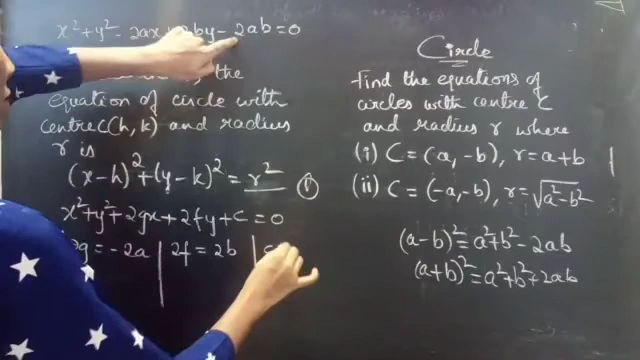 x² + y² - 2ax + 2by - 2ab = 0
the
equation of circle with
centre C(h, k) and radius
r is
(x - h)² + (y - k)² = r² ①
x² + y² + 2gx + 2fy + c = 0
2g = -2a | 2f = 2b | c
Circle
Find the equations of
circles with centre C
and radius r where
(i) C = (a, -b), r = a + b
(ii) C = (-a, -b), r = √a² - b²
(a - b)² = a² + b² - 2ab
(a + b)² = a² + b² + 2ab